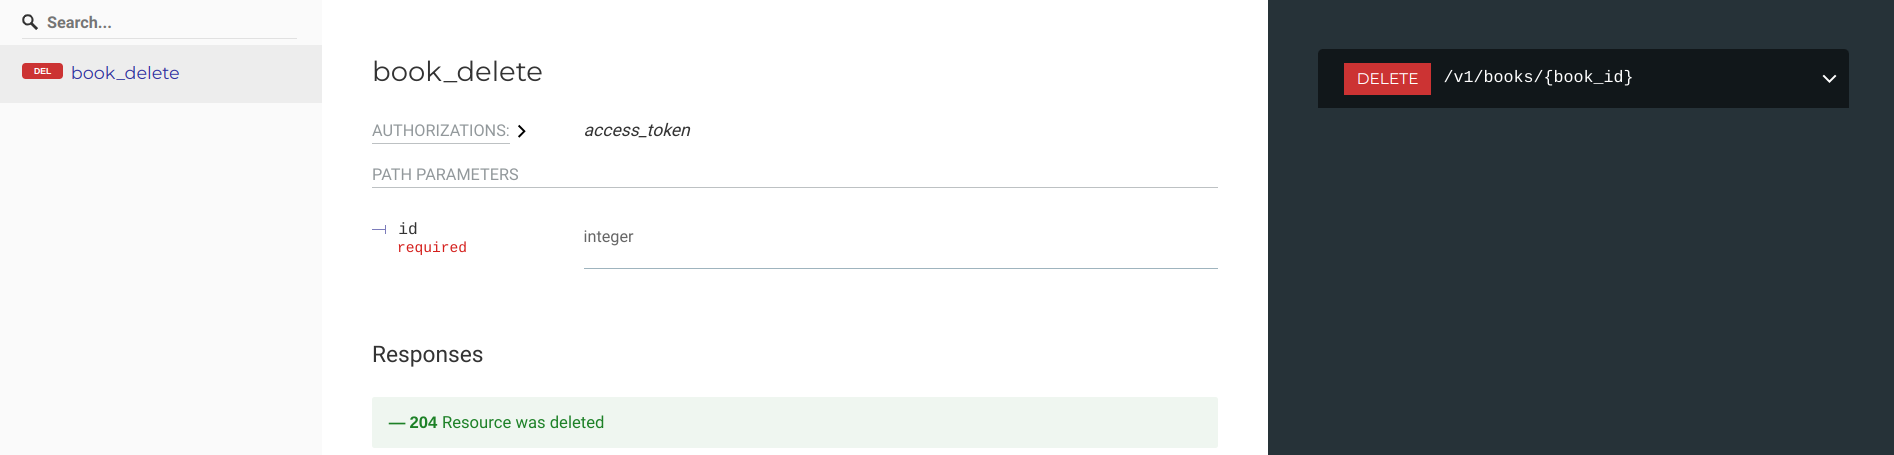 Search...
DEL book_delete
book_delete
AUTHORIZATIONS: access_token
PATH PARAMETERS
id
required
integer
Responses
— 204 Resource was deleted
DELETE /v1/books/{book_id}